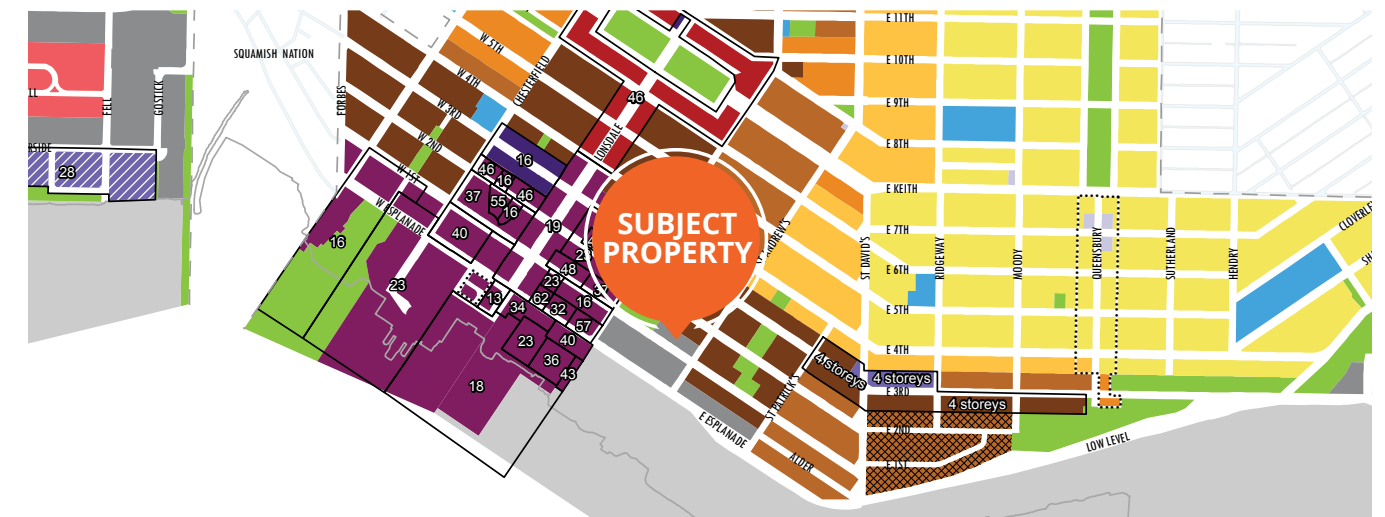 E 11TH
W 5TH
SQUAMISH NATION
CHESTERFIELD
E 10TH
W 4TH
FELL
GOSTICK
FORBES
46
E 9TH
W 3RD
LONSDALE
E 8TH
W 2ND
RSIDE
28
16
W 1ST
46
16
46
37
55
16
E KEITH
W ESPLANADE
SUBJECT
PROPERTY
19
E 7TH
40
16
ST DAVID'S
RIDGEWAY
MOODY
QUEENSBURY
SUTHERLAND
HENDRY
48
E 6TH
23
23
13
62
16
34
32
E 5TH
57
23
40
E 4TH
36
4 storeys
43
4 storeys
18
ST PATRICK'S
E 3RD
4 storeys
E ESPLANADE
E 2ND
LOW LEVEL
ALDER
E 1ST